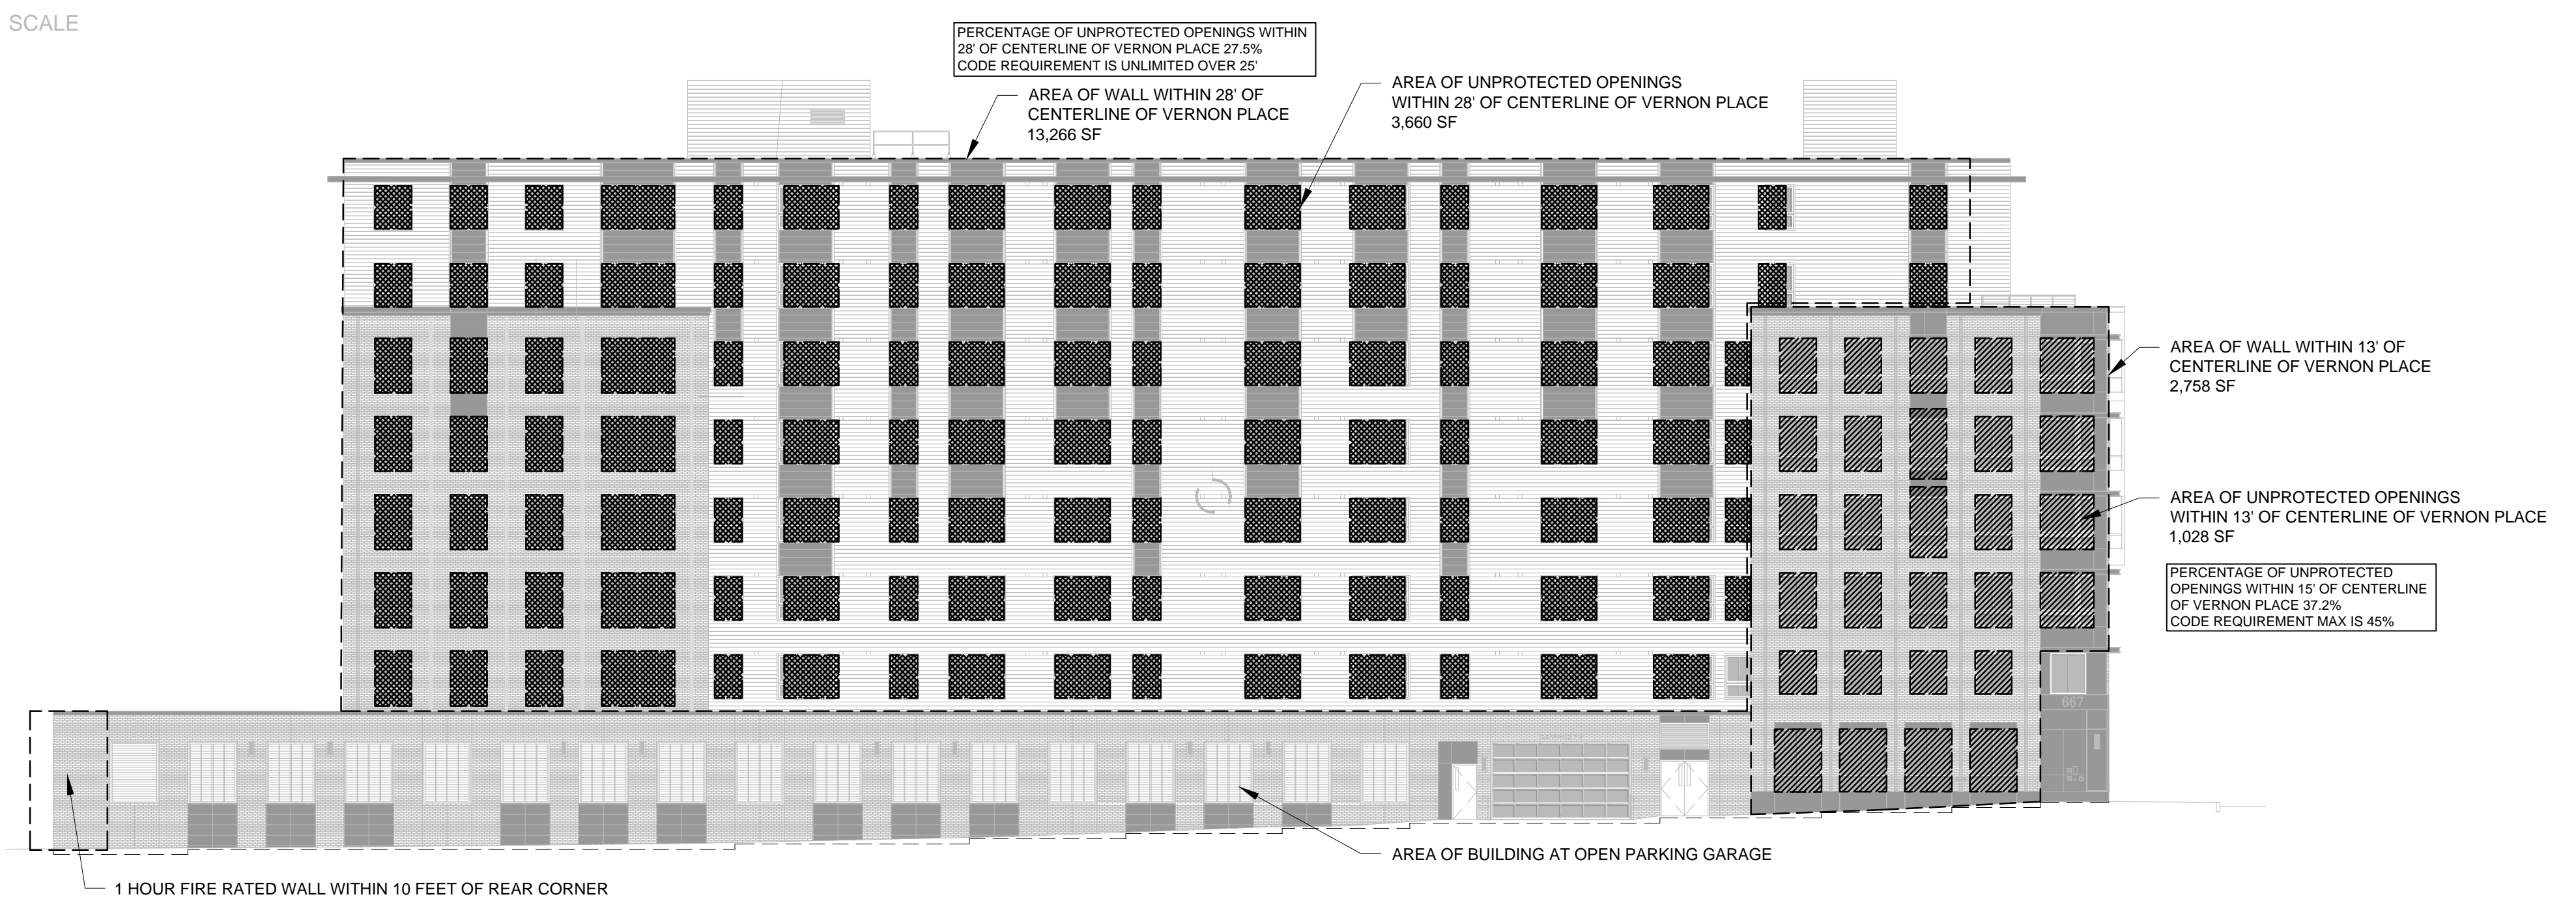 SCALE
PERCENTAGE OF UNPROTECTED OPENINGS WITHIN
28' OF CENTERLINE OF VERNON PLACE 27.5%
CODE REQUIREMENT IS UNLIMITED OVER 25'
AREA OF WALL WITHIN 28' OF
CENTERLINE OF VERNON PLACE
13,266 SF
AREA OF UNPROTECTED OPENINGS
WITHIN 28' OF CENTERLINE OF VERNON PLACE
3,660 SF
AREA OF WALL WITHIN 13' OF
CENTERLINE OF VERNON PLACE
2,758 SF
AREA OF UNPROTECTED OPENINGS
WITHIN 13' OF CENTERLINE OF VERNON PLACE
1,028 SF
PERCENTAGE OF UNPROTECTED
OPENINGS WITHIN 15' OF CENTERLINE
OF VERNON PLACE 37.2%
CODE REQUIREMENT MAX IS 45%
667
AREA OF BUILDING AT OPEN PARKING GARAGE
1 HOUR FIRE RATED WALL WITHIN 10 FEET OF REAR CORNER